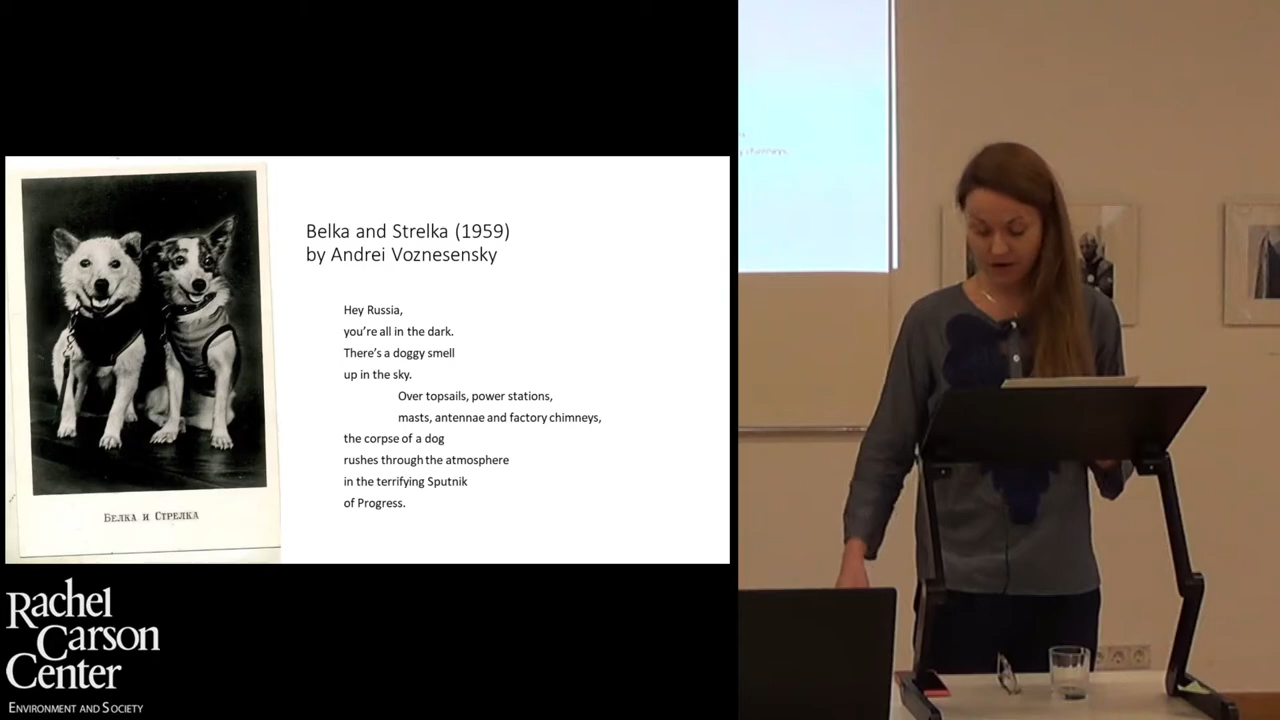 Belka and Strelka (1959)
by Andrei Voznesensky
Hey Russia,
you're all in the dark.
There's a doggy smell
up in the sky.
Over topsails, power stations,
masts, antennae and factory chimneys,
the corpse of a dog
rushes through the atmosphere
in the terrifying Sputnik
of Progress.
БЕЛКА И СТРЕЛКА
Rachel
Carson
Center
ENVIRONMENT AND SOCIETY
chimneys,